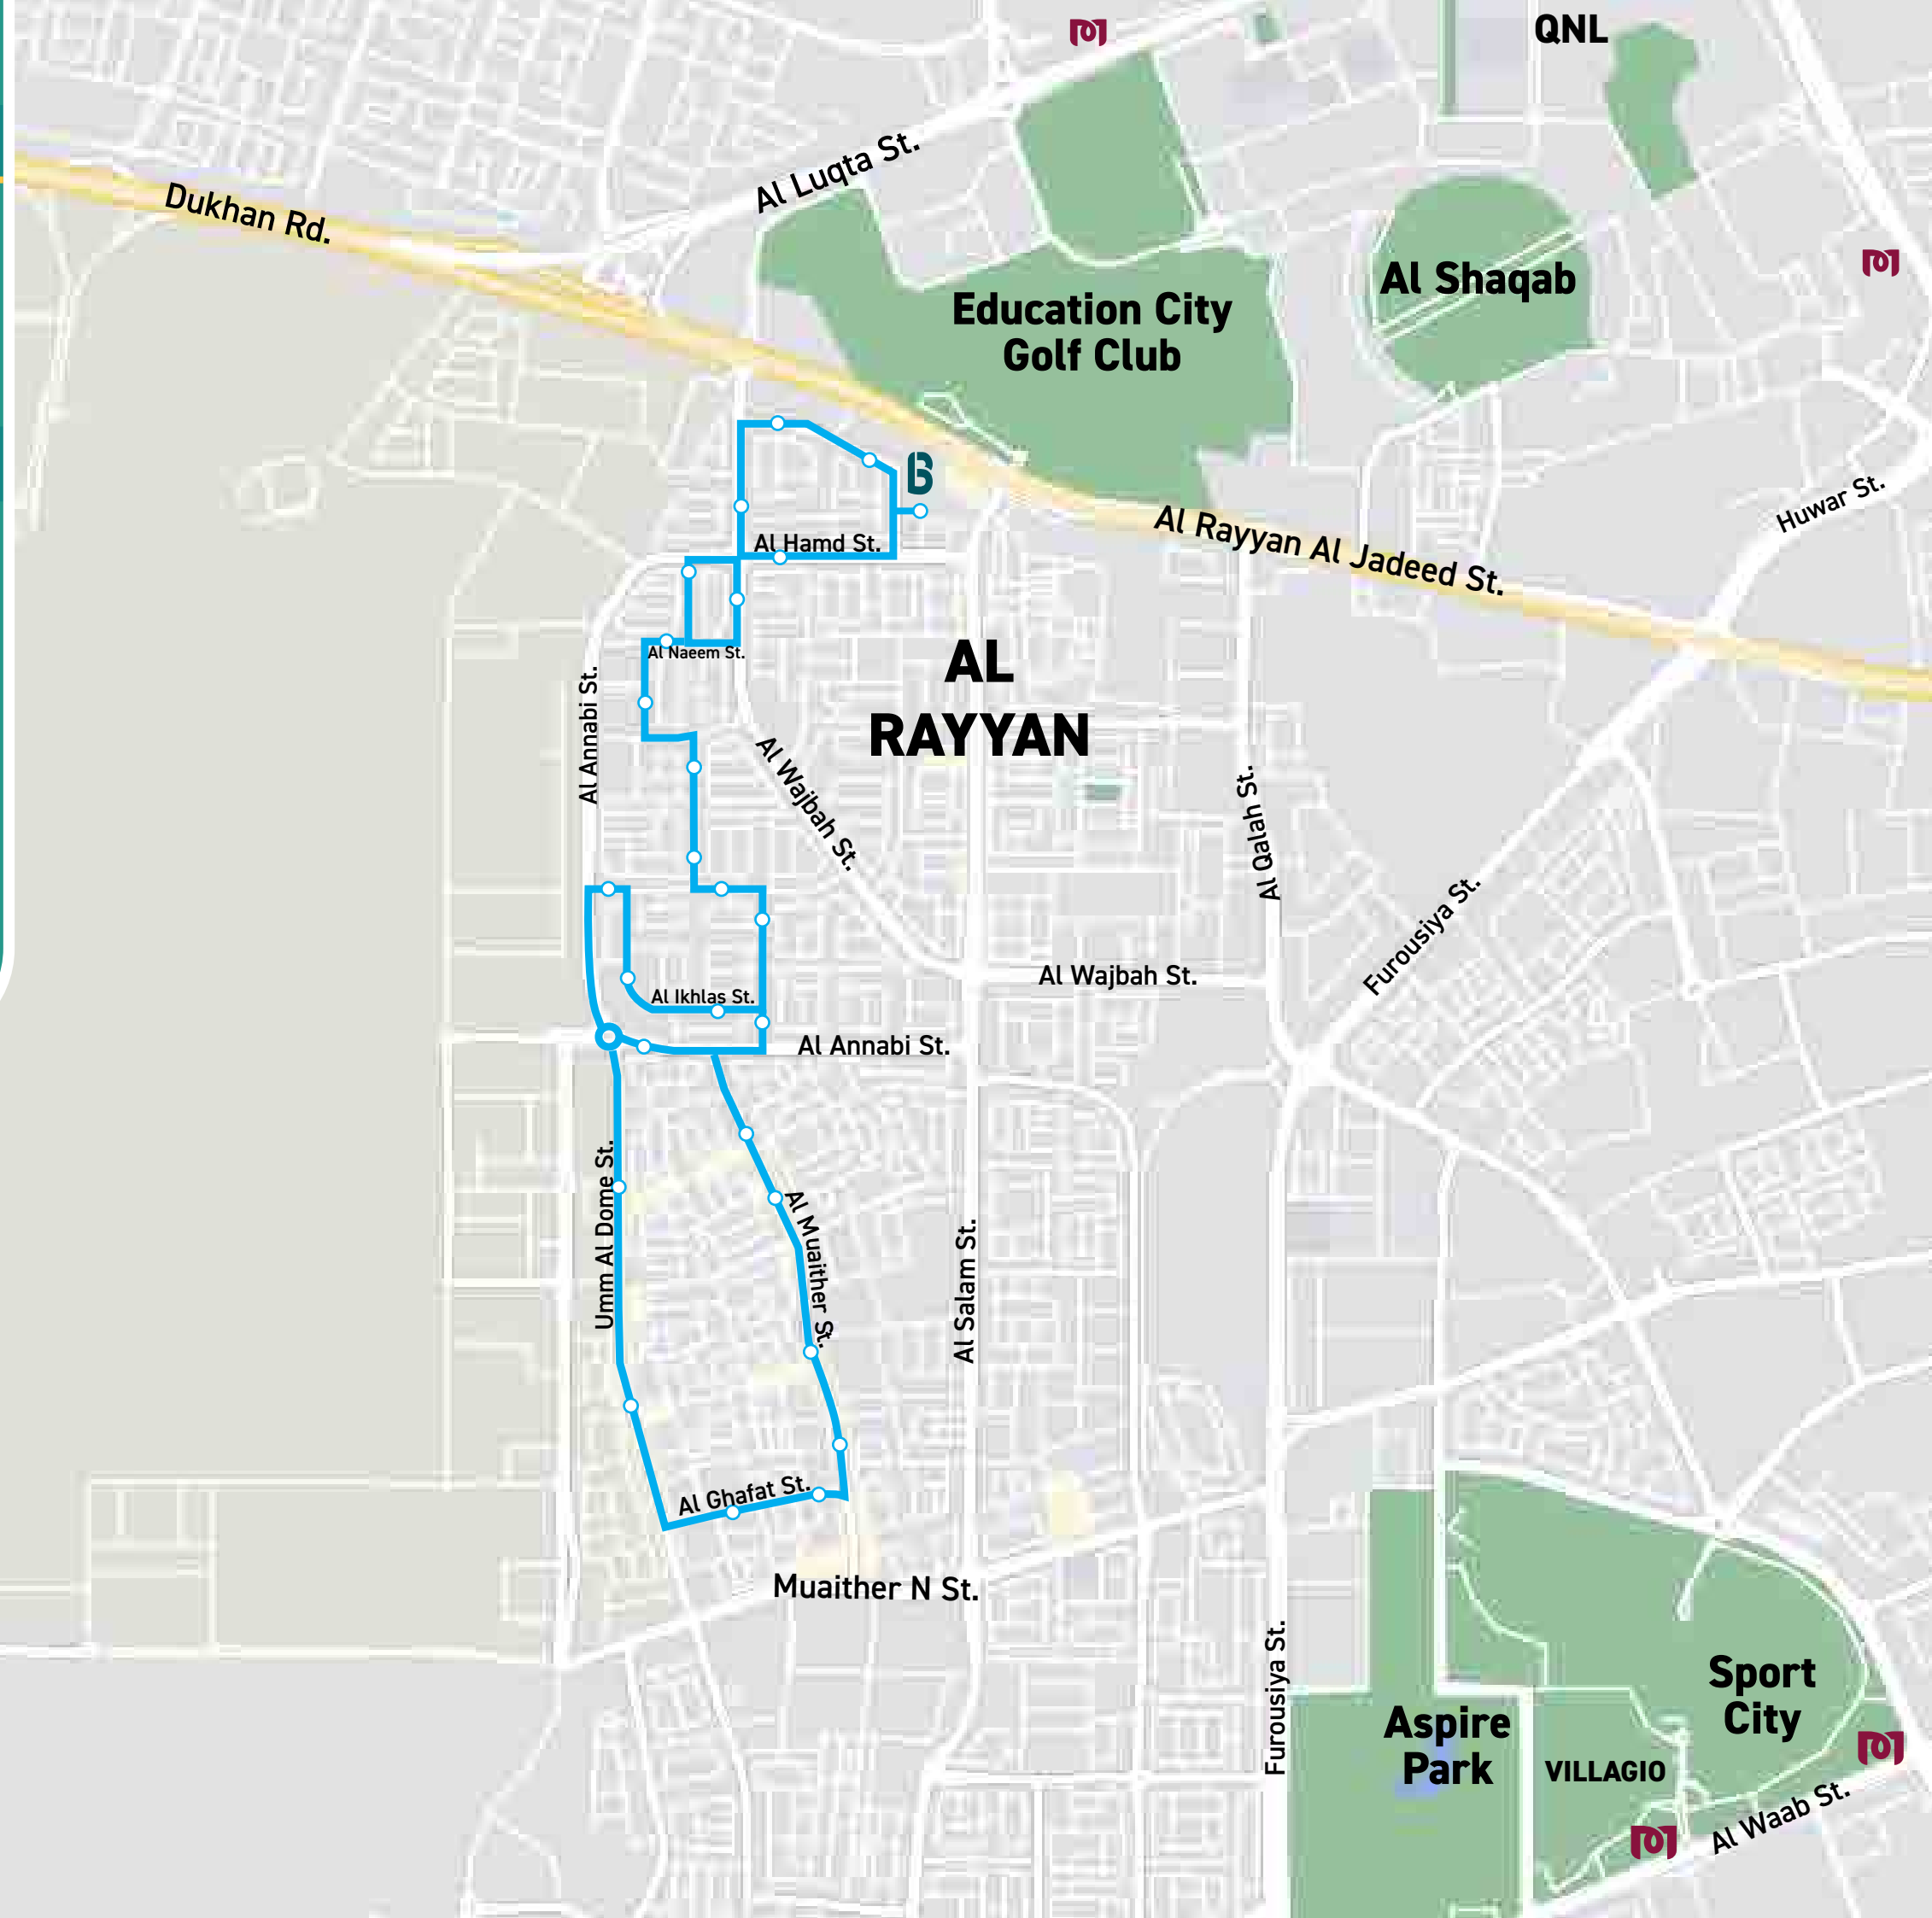 QNL
Al Luqta St.
Dukhan Rd.
Al Shaqab
Education City
Golf Club
B
Huwar St.
Al Rayyan Al Jadeed St.
Al Hamd St.
Al Naeem St.
AL
RAYYAN
Al Annabi St.
Al Wajbah St.
Al Qalah St.
Furousiya St.
Al Wajbah St.
Al Ikhlas St.
Al Annabi St.
Umm Al Dome St.
Al Muaither St.
Al Salam St.
Al Ghafat St.
Muaither N St.
Furousiya St.
Sport
City
Aspire
Park
VILLAGIO
Al Waab St.